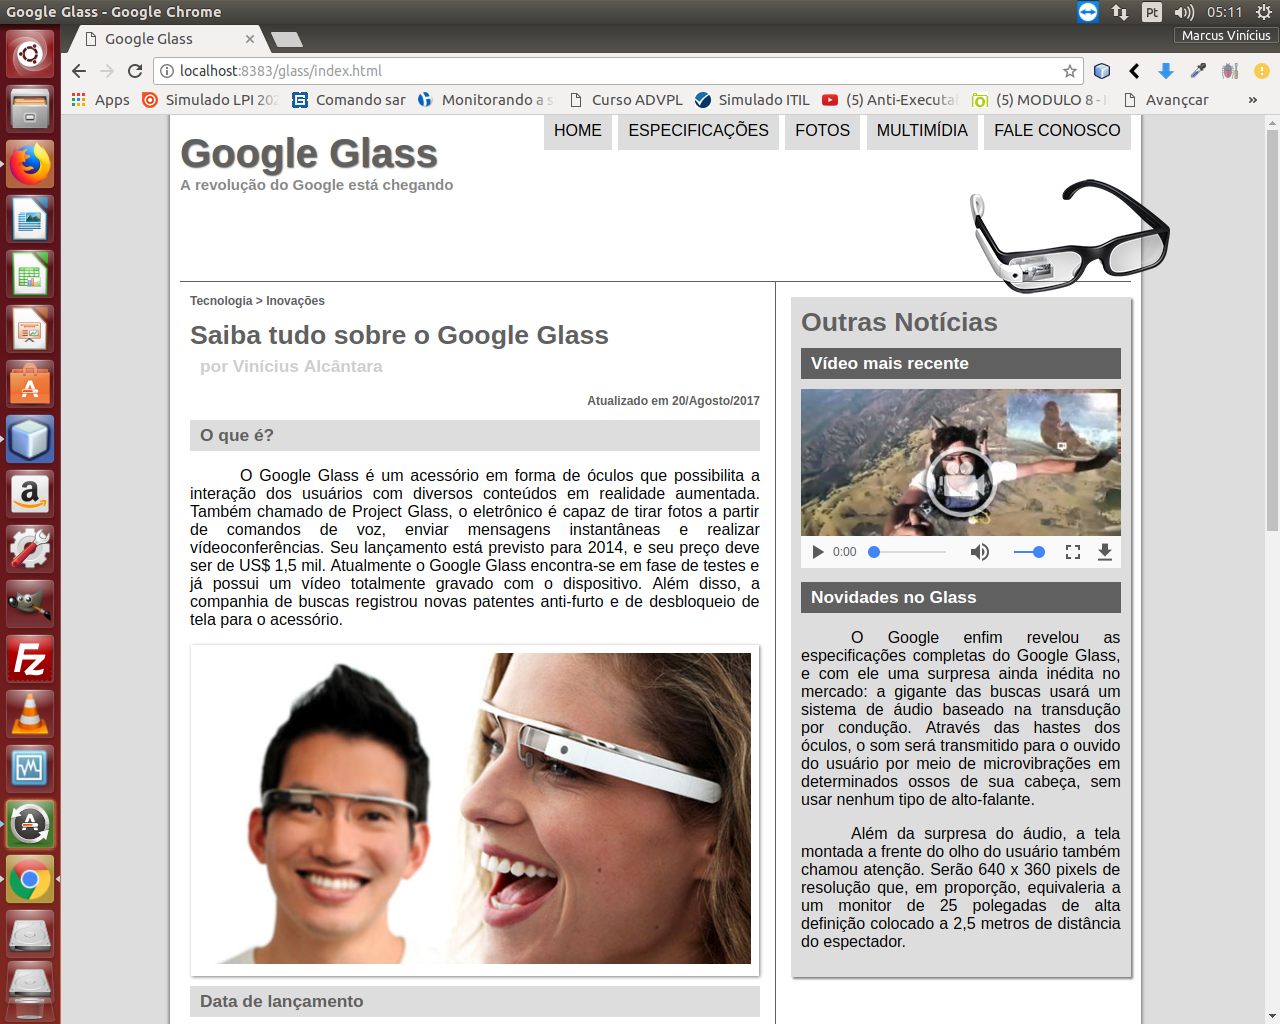 Google Glass - Google Chrome
Pt
05:11
Marcus Vinícius
Google Glass
localhost:8383/glass/index.html
Apps
Simulado LPI 202
Comando sar
Monitorando a s
Curso ADVPL
Simulado ITIL
(5) Anti-Executal
(5) MODULO 8 -
Avançar
»
HOME
ESPECIFICAÇÕES
FOTOS
MULTIMÍDIA
FALE CONOSCO
Google Glass
A revolução do Google está chegando
Tecnologia > Inovações
Saiba tudo sobre o Google Glass
por Vinícius Alcântara
Atualizado em 20/Agosto/2017
O que é?
O Google Glass é um acessório em forma de óculos que possibilita a
interação dos usuários com diversos conteúdos em realidade aumentada.
Também chamado de Project Glass, o eletrônico é capaz de tirar fotos a partir
de comandos de voz, enviar mensagens instantâneas e realizar
vídeoconferências. Seu lançamento está previsto para 2014, e seu preço deve
ser de US$ 1,5 mil. Atualmente o Google Glass encontra-se em fase de testes e
já possui um vídeo totalmente gravado com o dispositivo. Além disso, a
companhia de buscas registrou novas patentes anti-furto e de desbloqueio de
tela para o acessório.
Data de lançamento
Outras Notícias
Vídeo mais recente
0:00
Novidades no Glass
O Google enfim revelou as
especificações completas do Google Glass,
e com ele uma surpresa ainda inédita no
mercado: a gigante das buscas usará um
sistema de áudio baseado na transdução
por condução. Através das hastes dos
óculos, o som será transmitido para o ouvido
do usuário por meio de microvibrações em
determinados ossos de sua cabeça, sem
usar nenhum tipo de alto-falante.
Além da surpresa do áudio, a tela
montada a frente do olho do usuário também
chamou atenção. Serão 640 x 360 pixels de
resolução que, em proporção, equivaleria a
um monitor de 25 polegadas de alta
definição colocado a 2,5 metros de distância
do espectador.